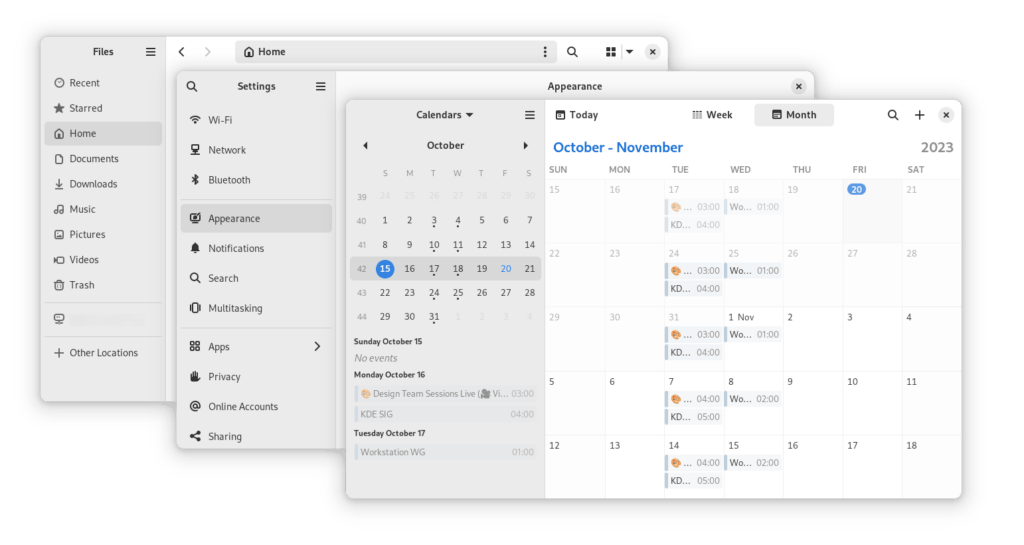 Files
Home
Recent
Starred
Home
Documents
Downloads
Music
Pictures
Videos
Trash
Other Locations
Settings
Appearance
Wi-Fi
Network
Bluetooth
Appearance
Notifications
Search
Multitasking
Apps
Privacy
Online Accounts
Sharing
Calendars
October
S M T W T F S
39 24 25 26 27 28 29 30
40 1 2 3 4 5 6 7
41 8 9 10 11 12 13 14
42 15 16 17 18 19 20 21
43 22 23 24 25 26 27 28
44 29 30 31 1 2 3 4
Sunday October 15
No events
Monday October 16
Design Team Sessions Live ( Vi... 03:00
KDE SIG 04:00
Tuesday October 17
Workstation WG 01:00
Today Week Month
October - November 2023
SUN MON TUE WED THU FRI SAT
15 16 17 18 19 20 21
... 03:00 Wo... 01:00
KD... 04:00
22 23 24 25 26 27 28
... 03:00 Wo... 01:00
KD... 04:00
29 30 31 1 Nov 2 3 4
... 03:00 Wo... 01:00
KD... 04:00
5 6 7 8 9 10 11
... 04:00 Wo... 02:00
KD... 05:00
12 13 14 15 16 17 18
... 04:00 Wo... 02:00
KD... 05:00